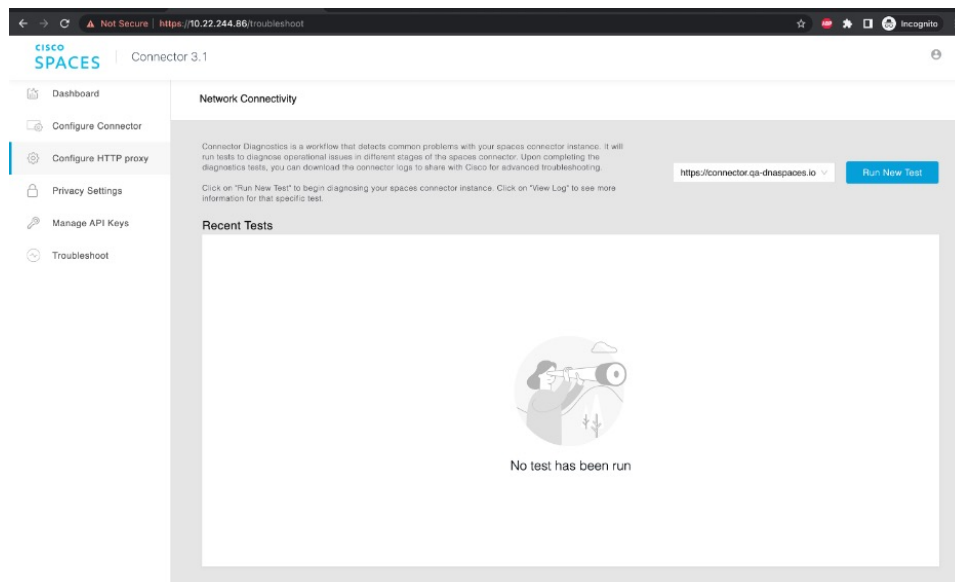 Not Secure | https://10.22.244.86/troubleshoot
ABP
Incognito
CISCO
SPACES
Connector 3.1
Dashboard
Network Connectivity
Configure Connector
Configure HTTP proxy
Privacy Settings
Manage API Keys
Troubleshoot
Connector Diagnostics is a workflow that detects common problems with your spaces connector instance. It will
run tests to diagnose operational issues in different stages of the spaces connector. Upon completing the
diagnostics tests, you can download the connector logs to share with Cisco for advanced troubleshooting.
Click on "Run New Test" to begin diagnosing your spaces connector instance. Click on "View Log" to see more
information for that specific test.
https://connector.qa-dnaspaces.io
Run New Test
Recent Tests
No test has been run